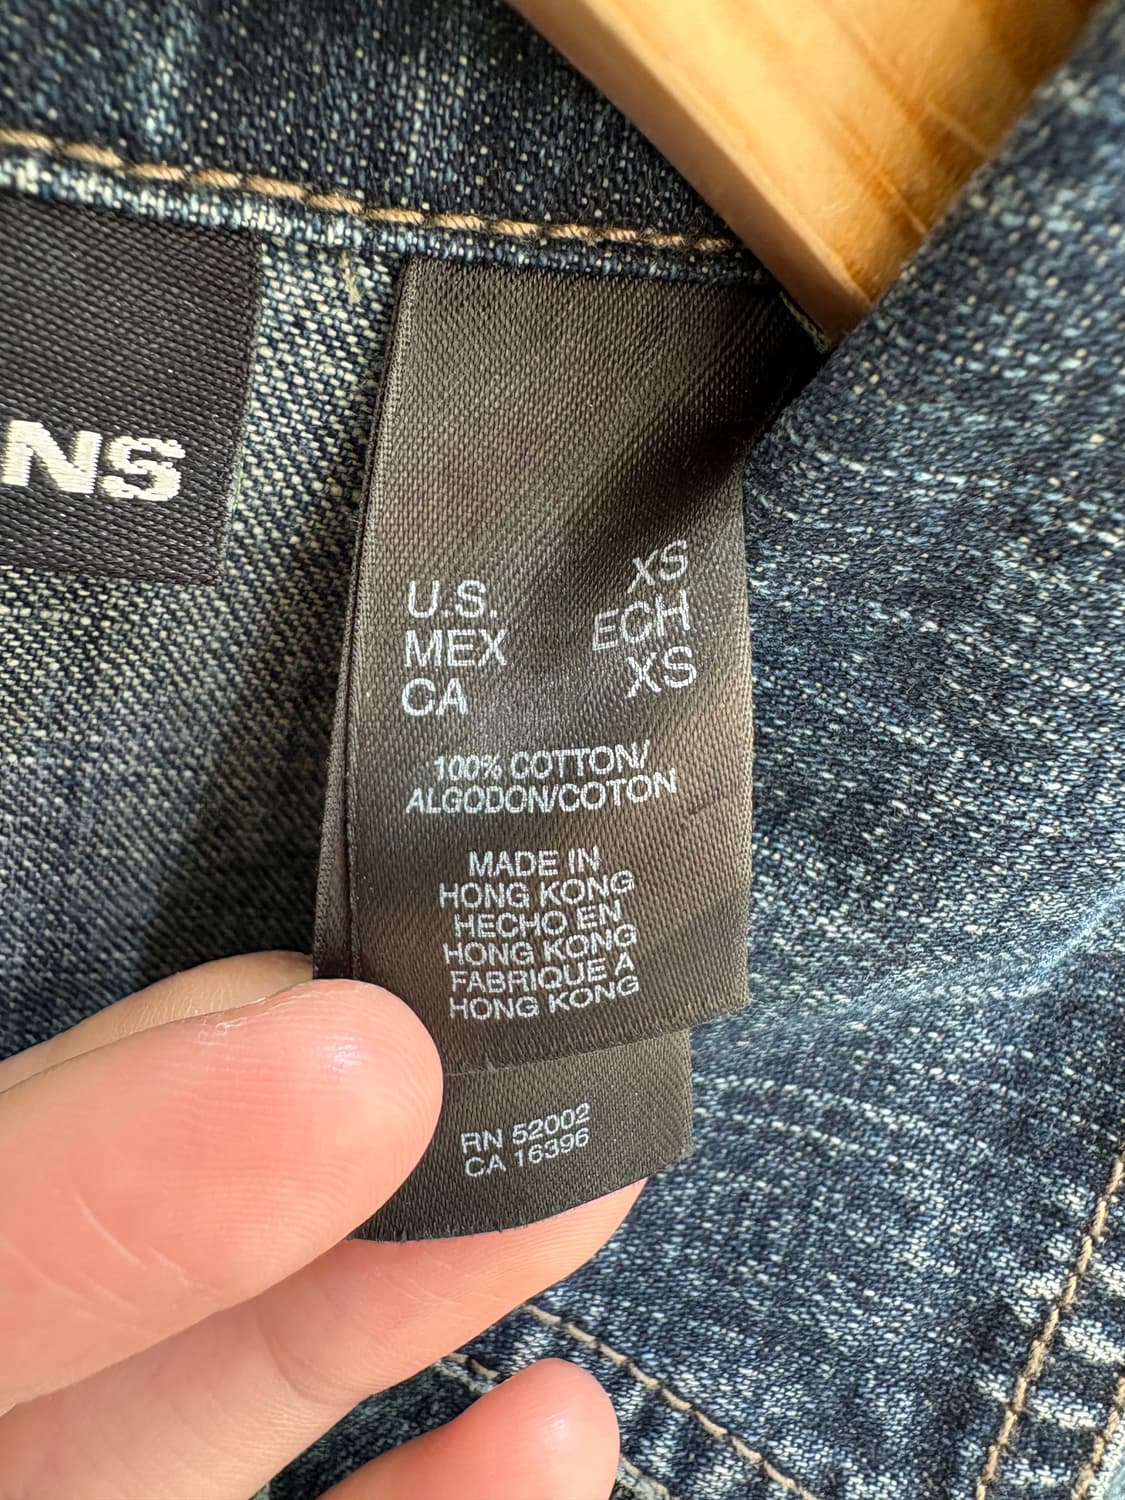 NS
U.S. XS
MEX ECH
CA XS
100% COTTON/
ALGODON/COTON
MADE IN
HONG KONG
HECHO EN
HONG KONG
FABRIQUE À
HONG KONG
RN 52002
CA 16396